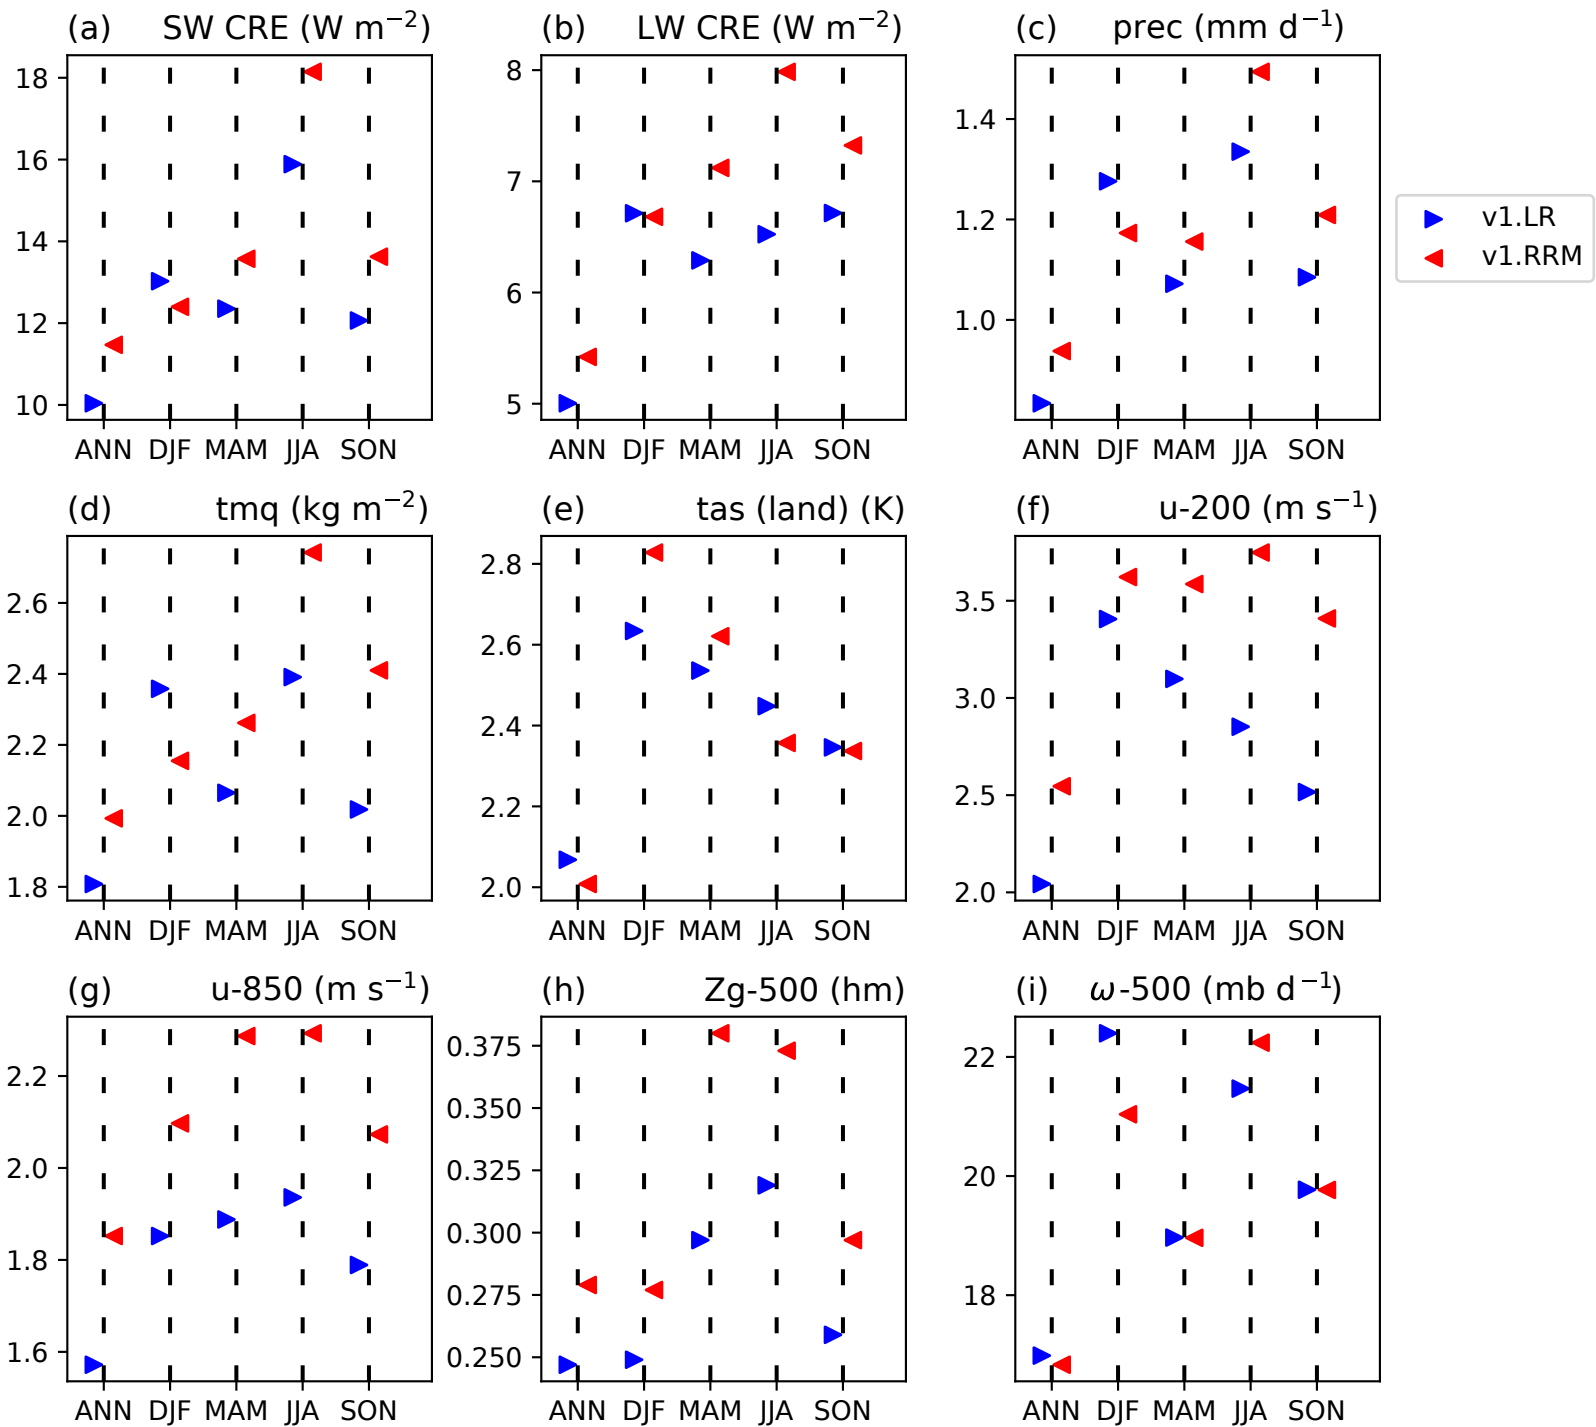 (a) SW CRE (W m⁻²)
18
16
14
12
10
ANN DJF MAM JJA SON
(b) LW CRE (W m⁻²)
8
7
6
5
ANN DJF MAM JJA SON
(c) prec (mm d⁻¹)
1.4
1.2
1.0
ANN DJF MAM JJA SON
v1.LR
v1.RRM
(d) tmq (kg m⁻²)
2.6
2.4
2.2
2.0
1.8
ANN DJF MAM JJA SON
(e) tas (land) (K)
2.8
2.6
2.4
2.2
2.0
ANN DJF MAM JJA SON
(f) u-200 (m s⁻¹)
3.5
3.0
2.5
2.0
ANN DJF MAM JJA SON
(g) u-850 (m s⁻¹)
2.2
2.0
1.8
1.6
ANN DJF MAM JJA SON
(h) Zg-500 (hm)
0.375
0.350
0.325
0.300
0.275
0.250
ANN DJF MAM JJA SON
(i) ω-500 (mb d⁻¹)
22
20
18
ANN DJF MAM JJA SON